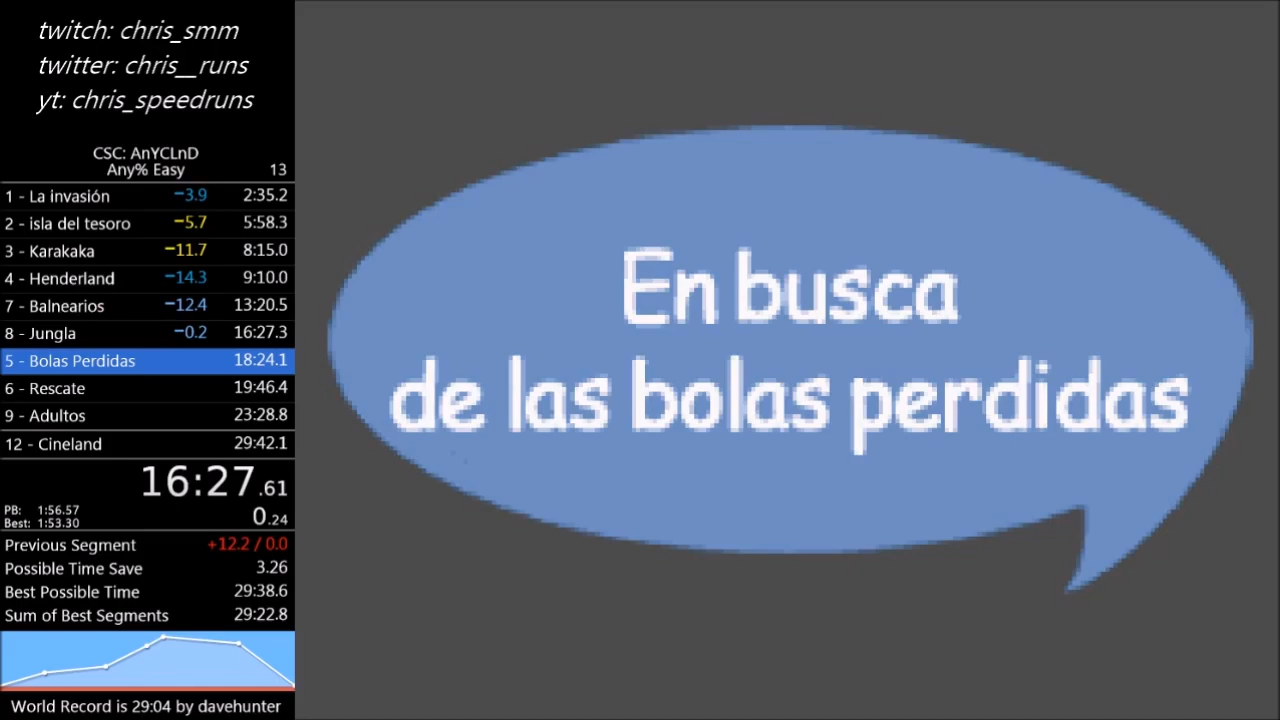 twitch: chris_smm
twitter: chris__runs
yt: chris_speedruns
CSC: AnYCLnD
Any% Easy 13
1 - La invasión −3.9 2:35.2
2 - isla del tesoro −5.7 5:58.3
3 - Karakaka −11.7 8:15.0
4 - Henderland −14.3 9:10.0
7 - Balnearios −12.4 13:20.5
8 - Jungla −0.2 16:27.3
5 - Bolas Perdidas 18:24.1
6 - Rescate 19:46.4
9 - Adultos 23:28.8
12 - Cineland 29:42.1
16:27.61
PB: 1:56.57
Best: 1:53.30 0.24
Previous Segment +12.2 / 0.0
Possible Time Save 3.26
Best Possible Time 29:38.6
Sum of Best Segments 29:22.8
World Record is 29:04 by davehunter
En busca
de las bolas perdidas